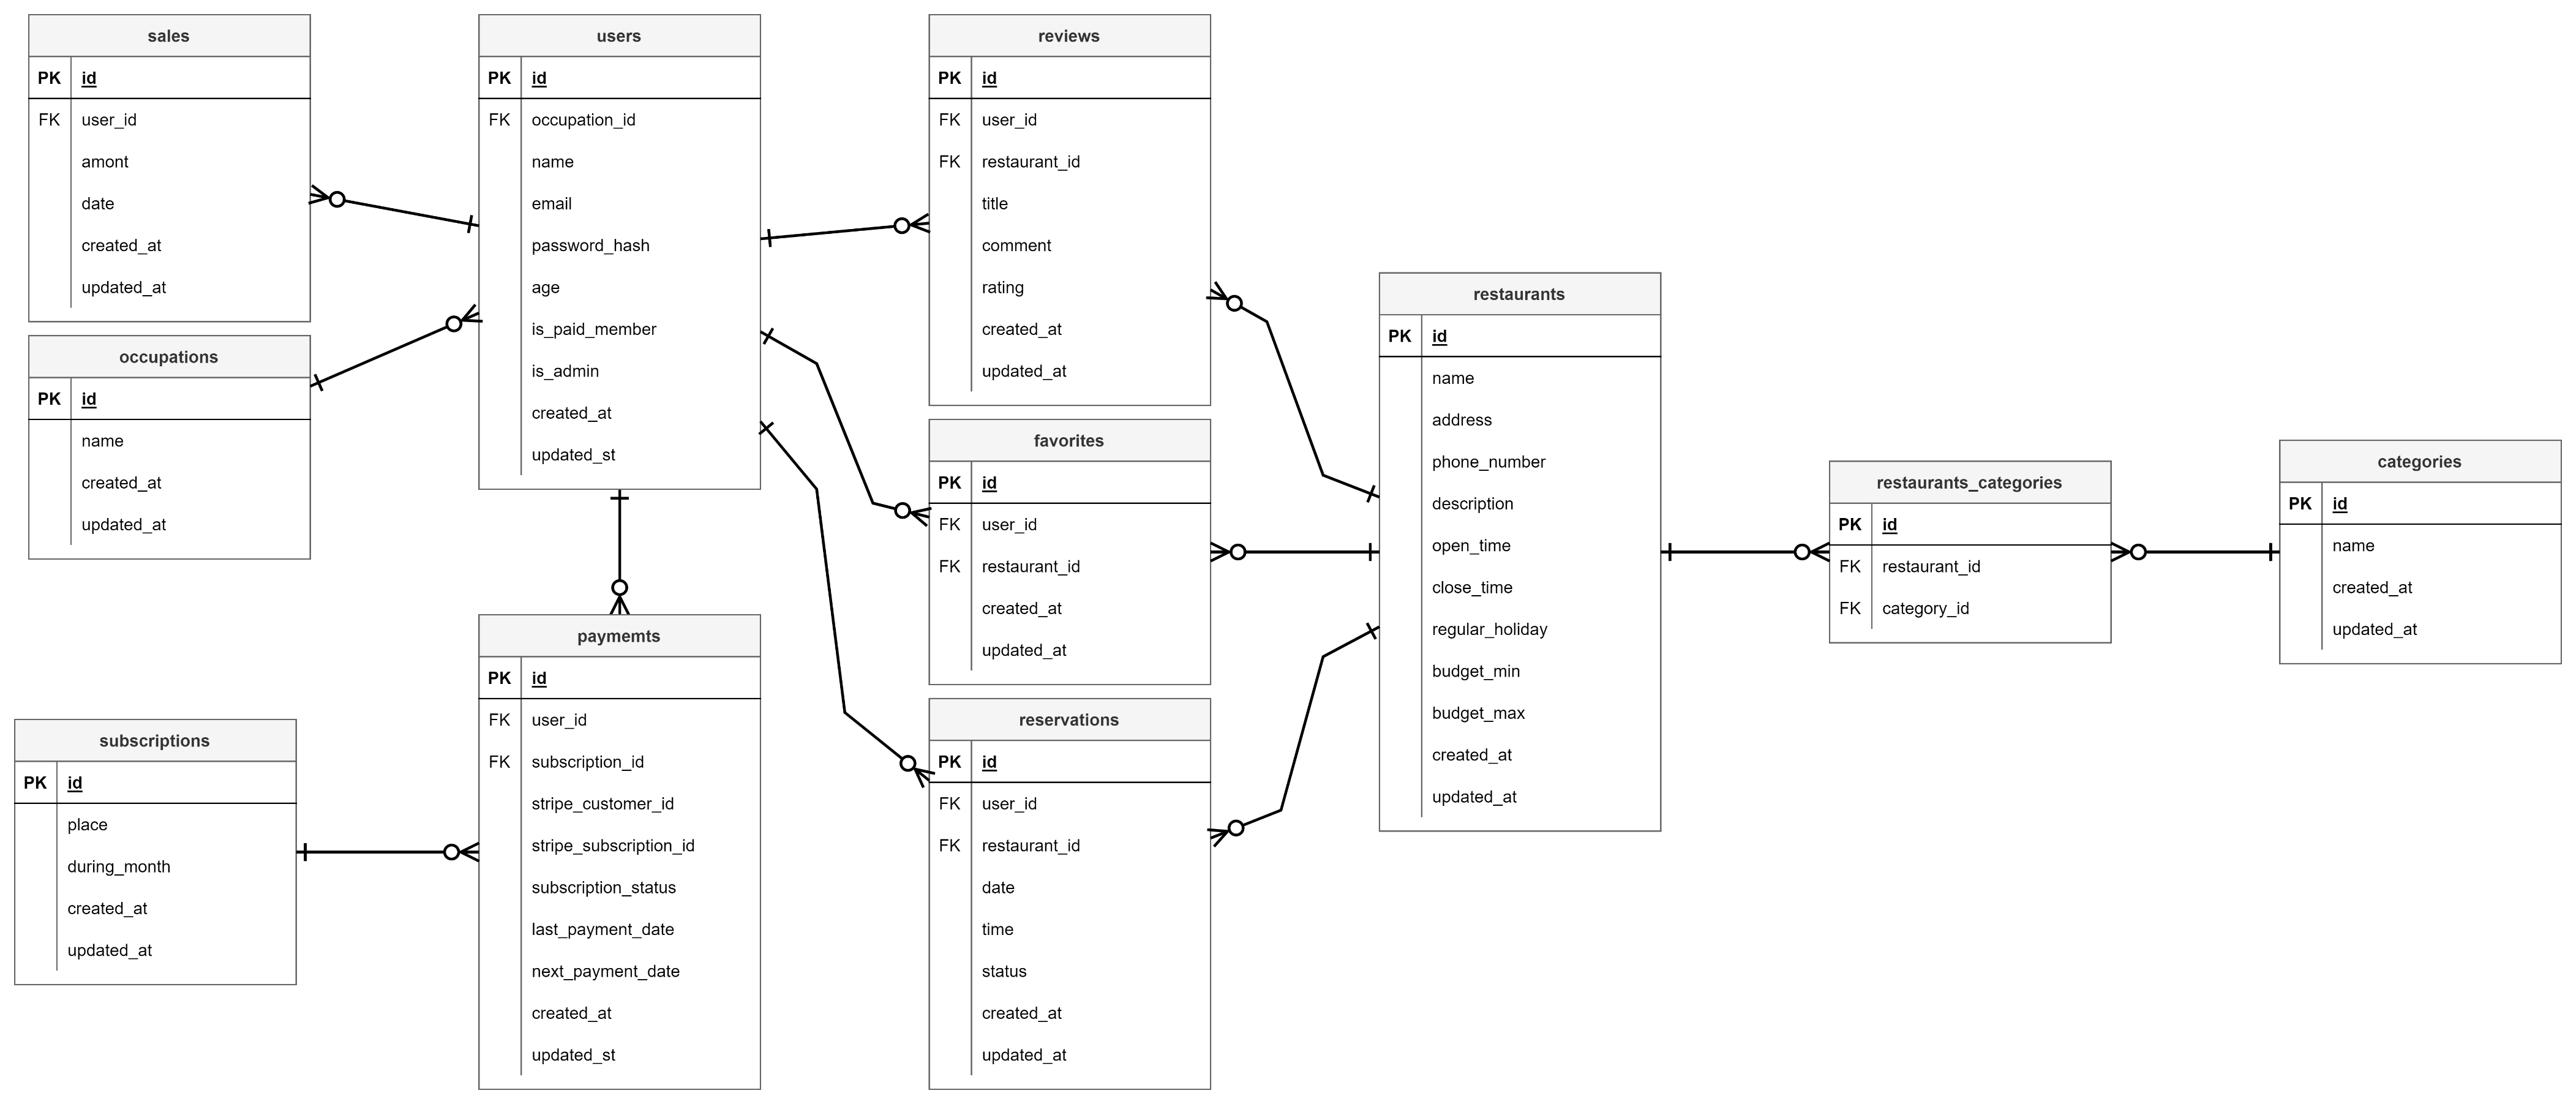 sales
PK id
FK user_id
amont
date
created_at
updated_at
occupations
PK id
name
created_at
updated_at
subscriptions
PK id
place
during_month
created_at
updated_at
users
PK id
FK occupation_id
name
email
password_hash
age
is_paid_member
is_admin
created_at
updated_st
paymemts
PK id
FK user_id
FK subscription_id
stripe_customer_id
stripe_subscription_id
subscription_status
last_payment_date
next_payment_date
created_at
updated_st
reviews
PK id
FK user_id
FK restaurant_id
title
comment
rating
created_at
updated_at
favorites
PK id
FK user_id
FK restaurant_id
created_at
updated_at
reservations
PK id
FK user_id
FK restaurant_id
date
time
status
created_at
updated_at
restaurants
PK id
name
address
phone_number
description
open_time
close_time
regular_holiday
budget_min
budget_max
created_at
updated_at
restaurants_categories
PK id
FK restaurant_id
FK category_id
categories
PK id
name
created_at
updated_at